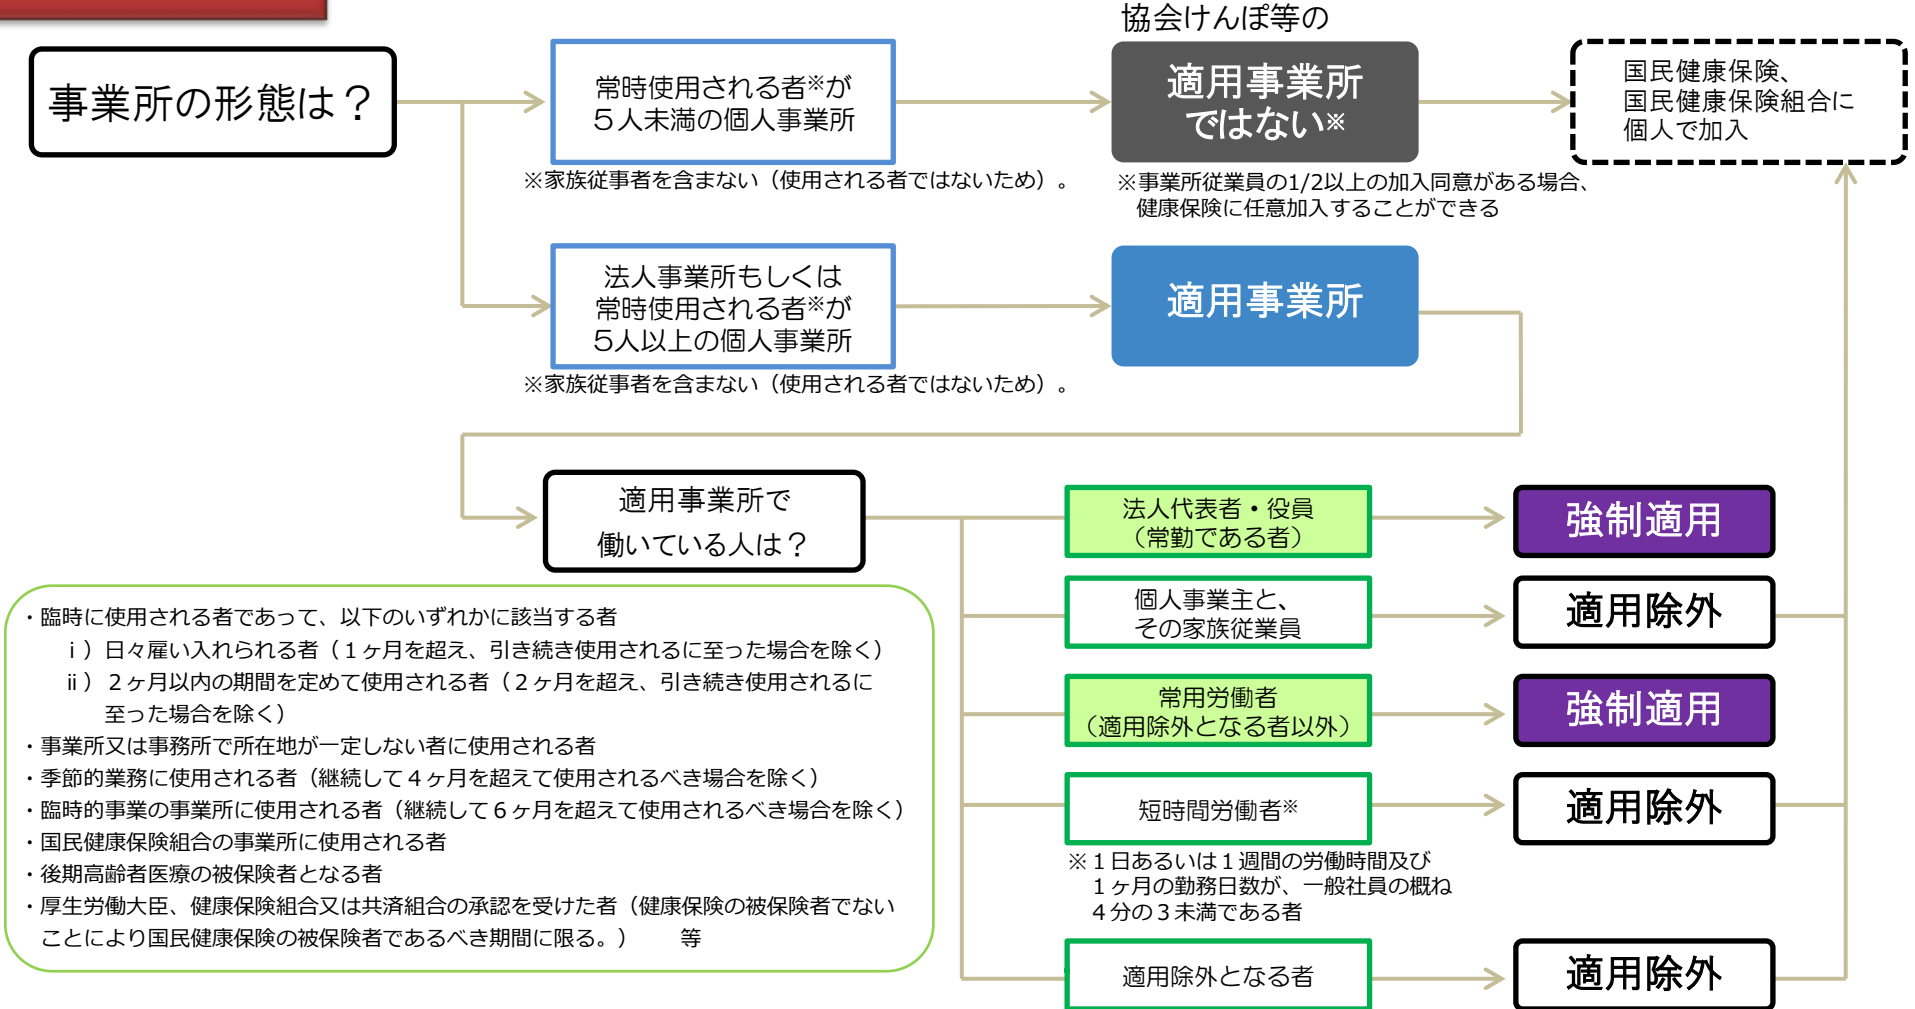 協会けんぽ等の
事業所の形態は？
常時使用される者※が
５人未満の個人事業所
適用事業所
ではない※
国民健康保険、
国民健康保険組合に
個人で加入
※家族従事者を含まない（使用される者ではないため）。
※事業所従業員の1/2以上の加入同意がある場合、
健康保険に任意加入することができる
法人事業所もしくは
常時使用される者※が
５人以上の個人事業所
適用事業所
※家族従事者を含まない（使用される者ではないため）。
適用事業所で
働いている人は？
法人代表者・役員
（常勤である者）
強制適用
個人事業主と、
その家族従業員
適用除外
常用労働者
（適用除外となる者以外）
強制適用
短時間労働者※
適用除外
※１日あるいは１週間の労働時間及び
１ヶ月の勤務日数が、一般社員の概ね
４分の３未満である者
適用除外となる者
適用除外
・臨時に使用される者であって、以下のいずれかに該当する者
ⅰ）日々雇い入れられる者（１ヶ月を超え、引き続き使用されるに至った場合を除く）
ⅱ）２ヶ月以内の期間を定めて使用される者（２ヶ月を超え、引き続き使用されるに
至った場合を除く）
・事業所又は事務所で所在地が一定しない者に使用される者
・季節的業務に使用される者（継続して４ヶ月を超えて使用されるべき場合を除く）
・臨時的事業の事業所に使用される者（継続して６ヶ月を超えて使用されるべき場合を除く）
・国民健康保険組合の事業所に使用される者
・後期高齢者医療の被保険者となる者
・厚生労働大臣、健康保険組合又は共済組合の承認を受けた者（健康保険の被保険者でない
ことにより国民健康保険の被保険者であるべき期間に限る。）　　等